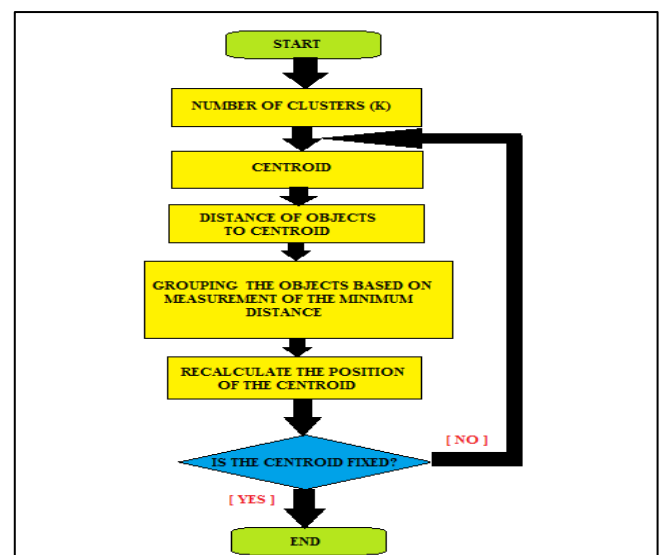 START
NUMBER OF CLUSTERS (K)
CENTROID
DISTANCE OF OBJECTS
TO CENTROID
GROUPING THE OBJECTS BASED ON
MEASUREMENT OF THE MINIMUM
DISTANCE
RECALCULATE THE POSITION
OF THE CENTROID
[ NO ]
IS THE CENTROID FIXED?
[ YES ]
END